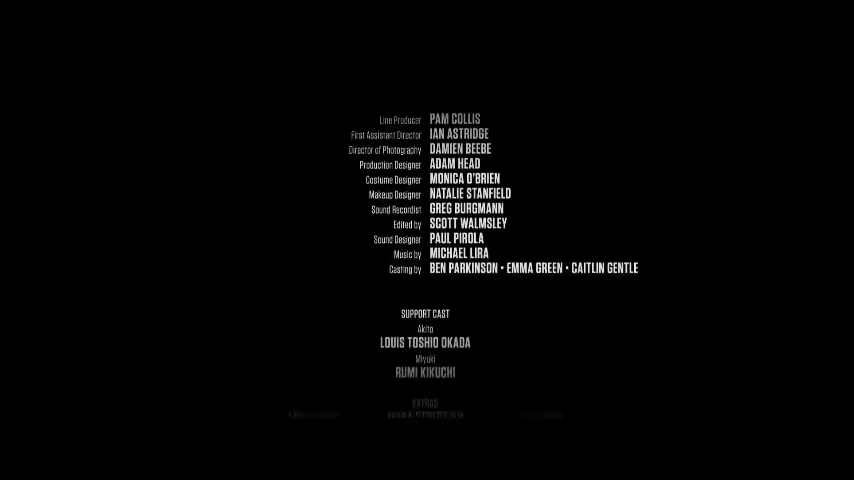 Line Producer PAM COLLIS
First Assistant Director IAN ASTRIDGE
Director of Photography DAMIEN BEEBE
Production Designer ADAM HEAD
Costume Designer MONICA O'BRIEN
Makeup Designer NATALIE STANFIELD
Sound Recordist GREG BURGMANN
Edited by SCOTT WALMSLEY
Sound Designer PAUL PIROLA
Music by MICHAEL LIRA
Casting by BEN PARKINSON • EMMA GREEN • CAITLIN GENTLE
SUPPORT CAST
Akito
LOUIS TOSHIO OKADA
Miyuki
RUMI KIKUCHI
EXTRAS